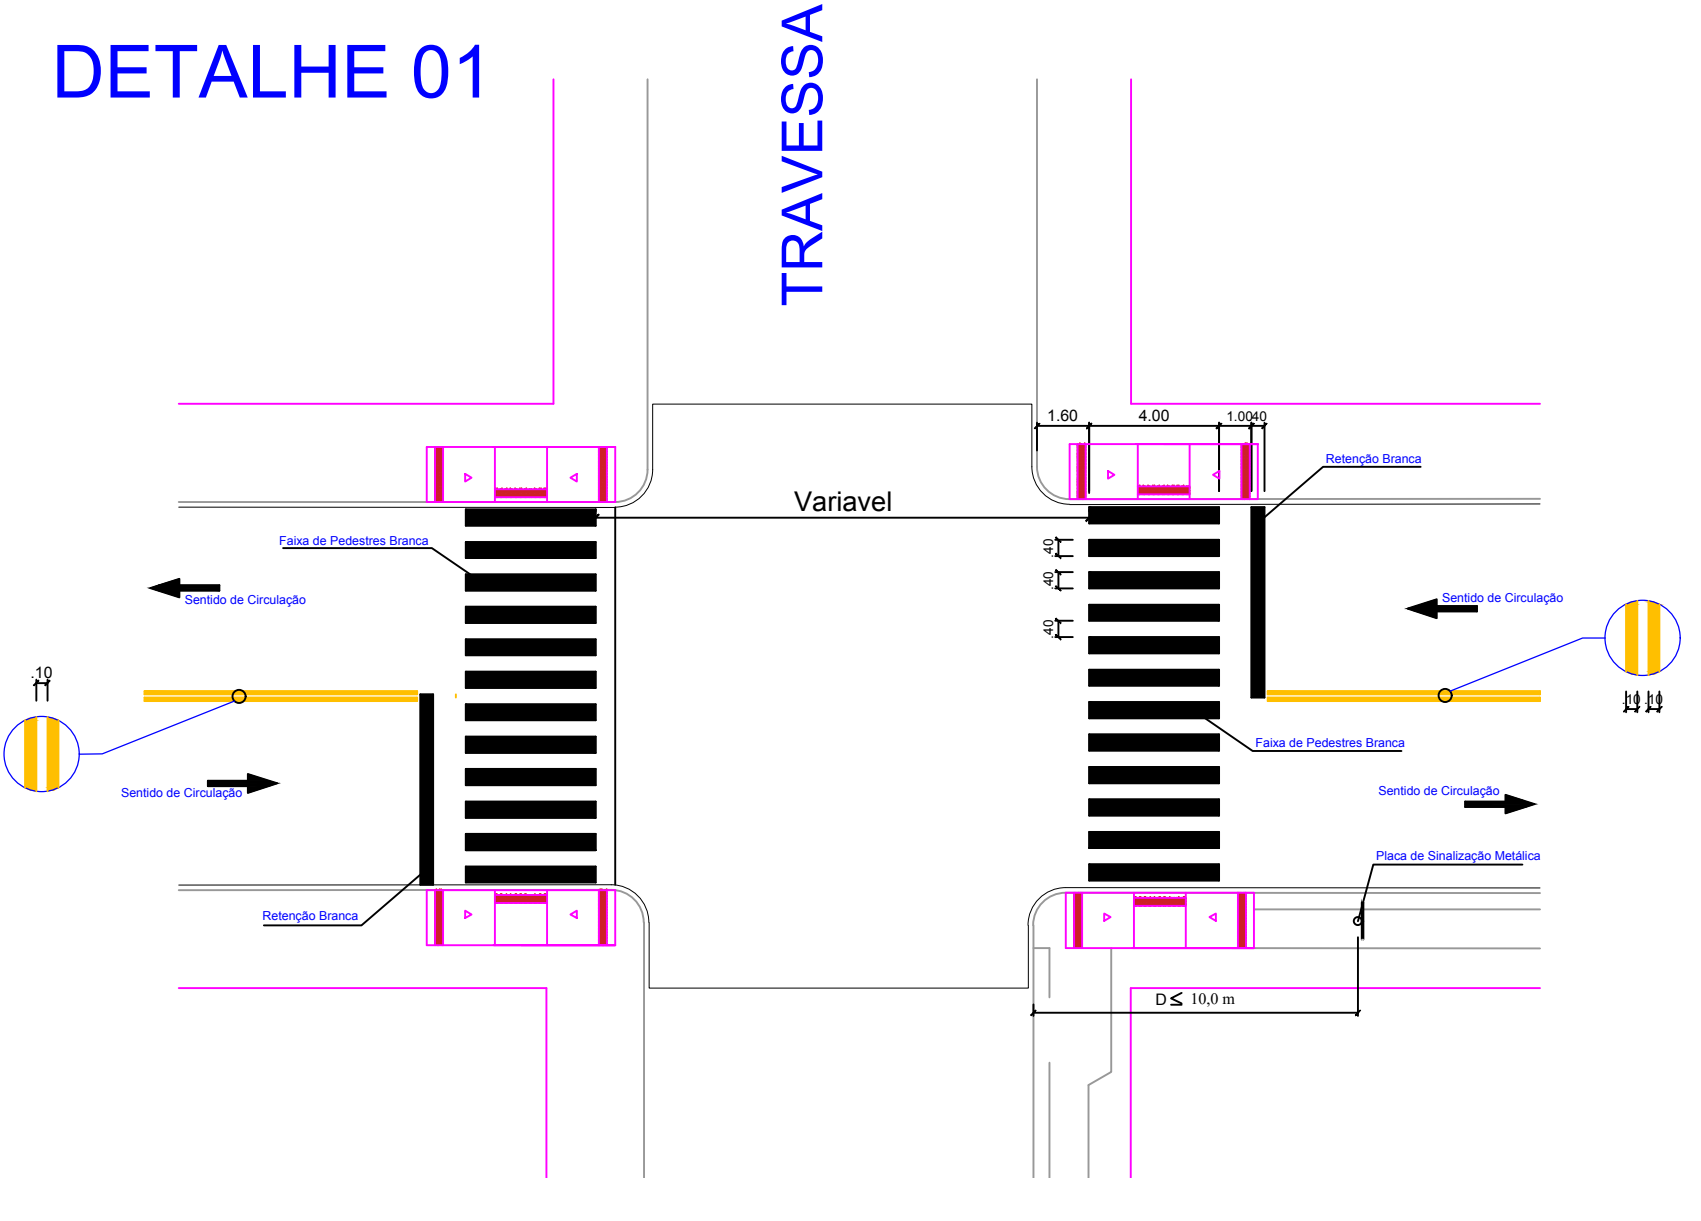 DETALHE 01
TRAVESSA
1.60
4.00
1.00
.40
Retenção Branca
Variavel
Faixa de Pedestres Branca
.40
.40
.40
Sentido de Circulação
Sentido de Circulação
.10
.10
.10
Faixa de Pedestres Branca
Sentido de Circulação
Sentido de Circulação
Placa de Sinalização Metálica
Retenção Branca
D ≤ 10,0 m